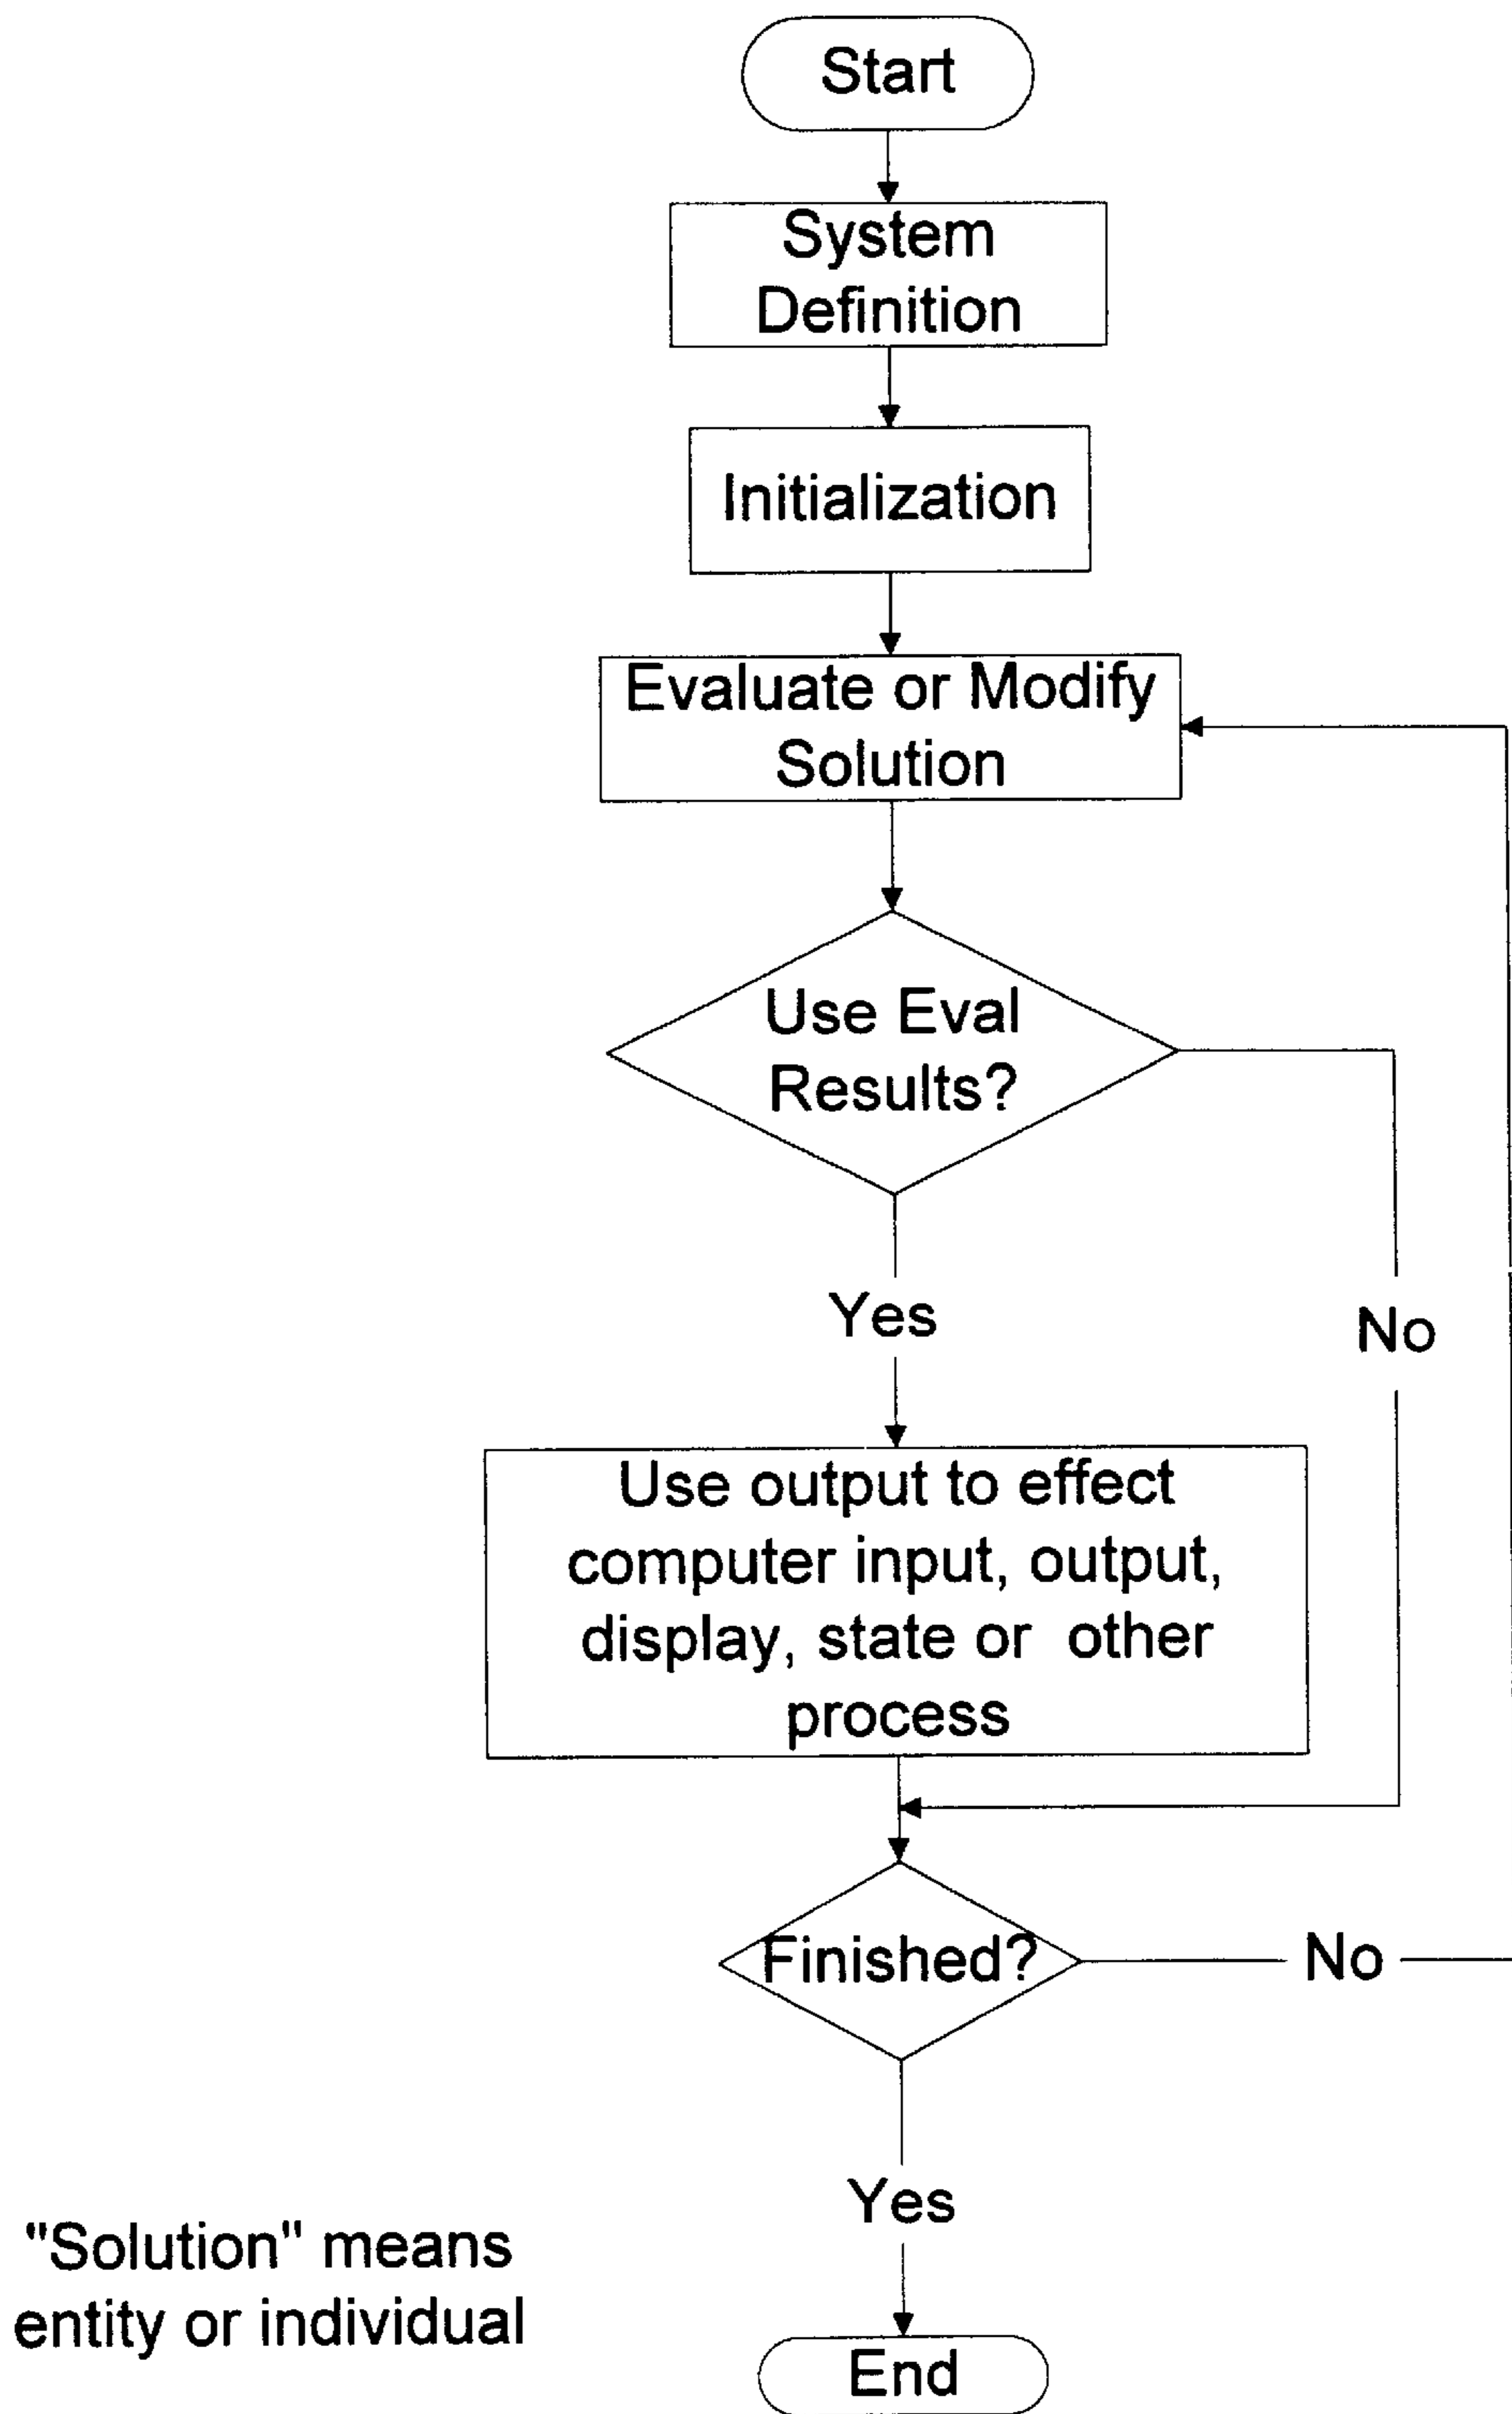 Start
System
Definition
Initialization
Evaluate or Modify
Solution
Use Eval
Results?
Yes
No
Use output to effect
computer input, output,
display, state or other
process
Finished?
No
Yes
"Solution" means
entity or individual
End